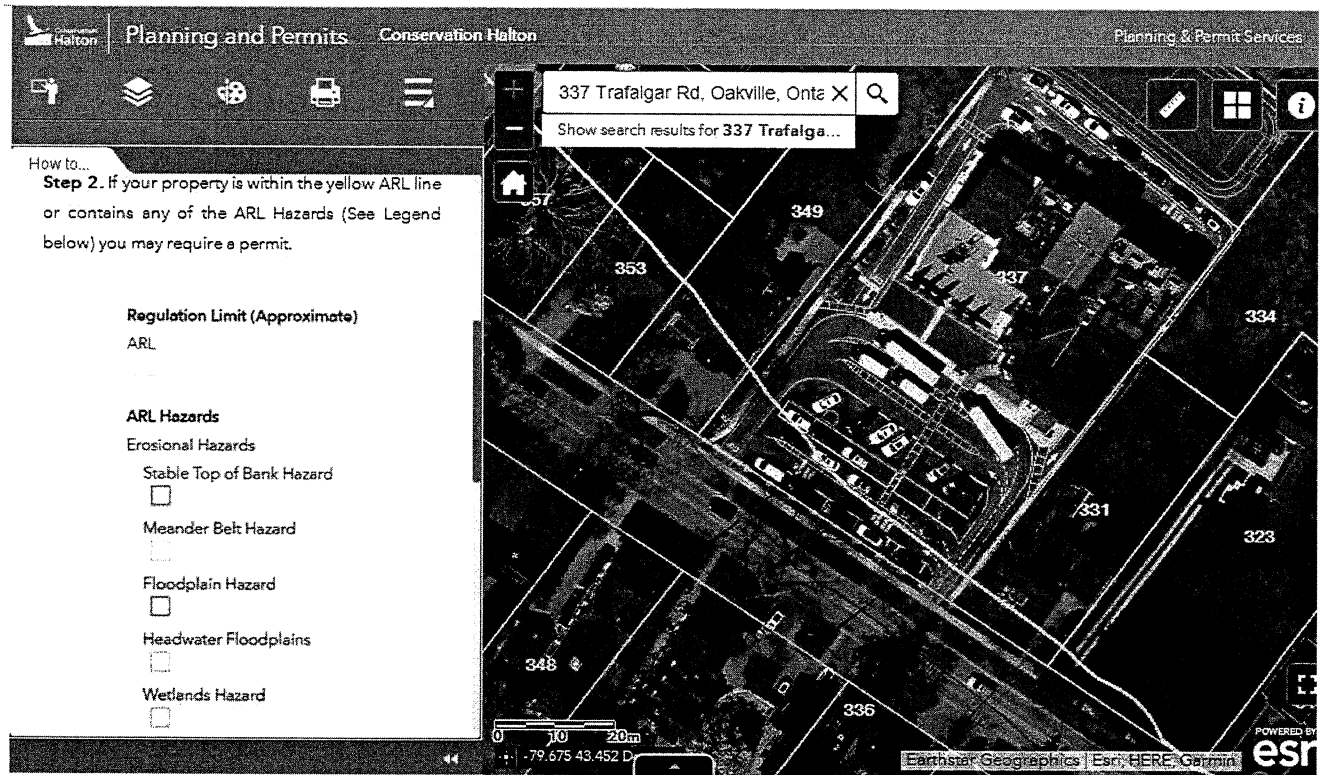 Conservation Halton
Planning and Permits
Conservation Halton
Planning & Permit Services
How to...
Step 2. If your property is within the yellow ARL line
or contains any of the ARL Hazards (See Legend
below) you may require a permit.
Regulation Limit (Approximate)
ARL
ARL Hazards
Erosional Hazards
Stable Top of Bank Hazard
Meander Belt Hazard
Floodplain Hazard
Headwater Floodplains
Wetlands Hazard
337 Trafalgar Rd, Oakville, Onta
Show search results for 337 Trafalga...
357
349
353
337
334
331
323
348
336
0 10 20m
-79.675 43.452 D
Earthstar Geographics | Esri, HERE, Garmin
POWERED BY
esri